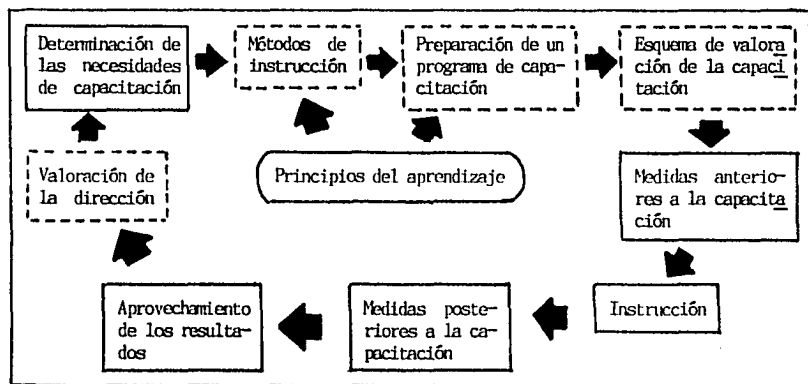 Determinación de
las necesidades
de capacitación
Métodos de
instrucción
Preparación de un
programa de capa-
citación
Esquema de valora
ción de la capaci
tación
Valoración de
la dirección
Principios del aprendizaje
Medidas anterio-
res a la capacita
ción
Aprovechamiento
de los resulta-
dos
Medidas poste-
riores a la ca-
pacitación
Instrucción